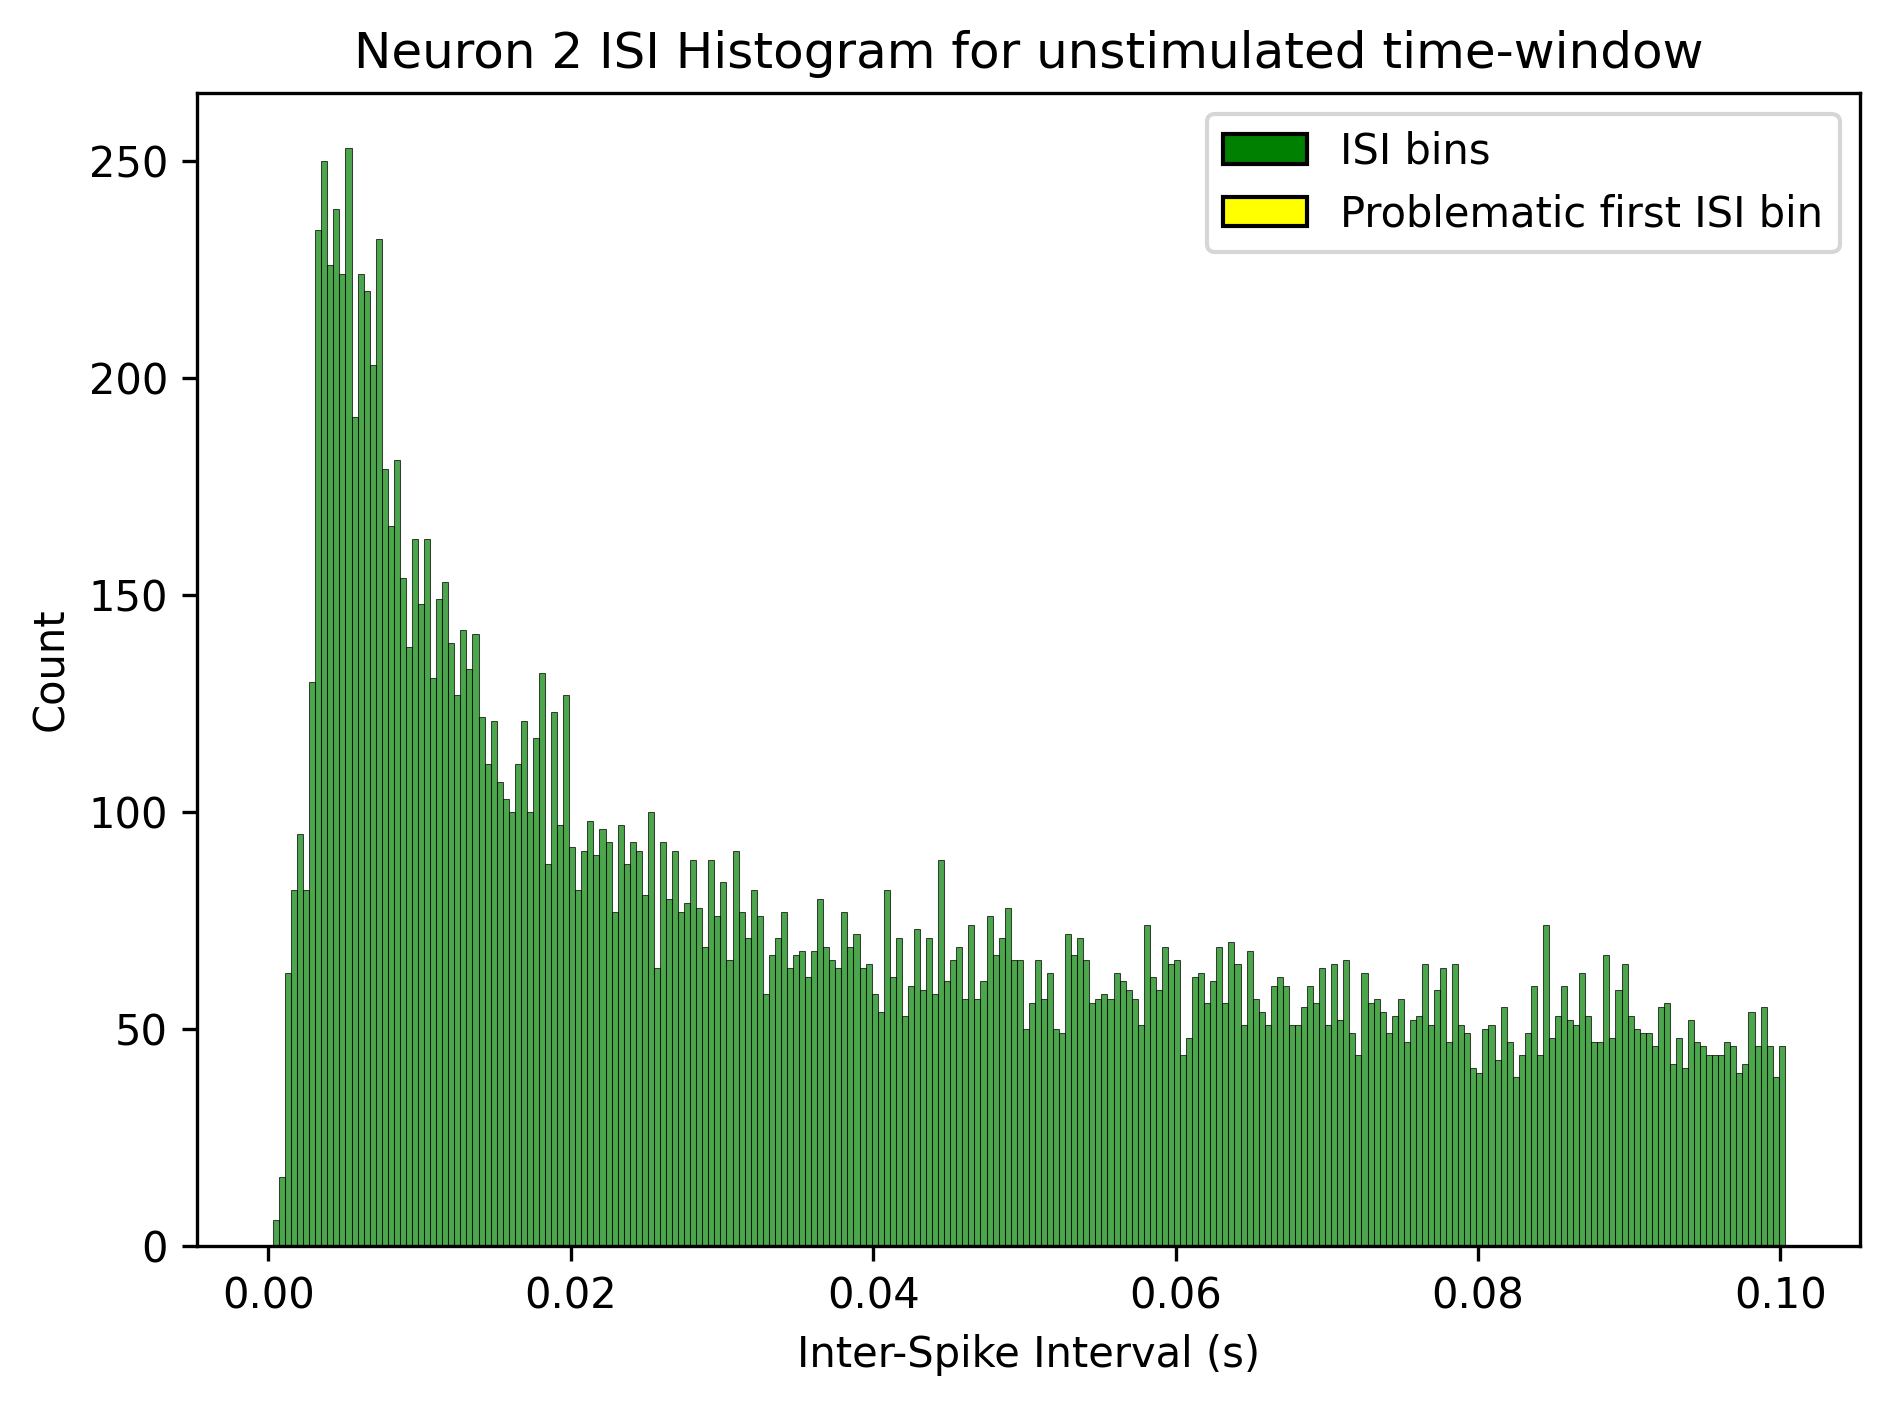 Neuron 2 ISI Histogram for unstimulated time-window
ISI bins
Problematic first ISI bin
250
200
150
100
50
0
Count
0.00 0.02 0.04 0.06 0.08 0.10
Inter-Spike Interval (s)